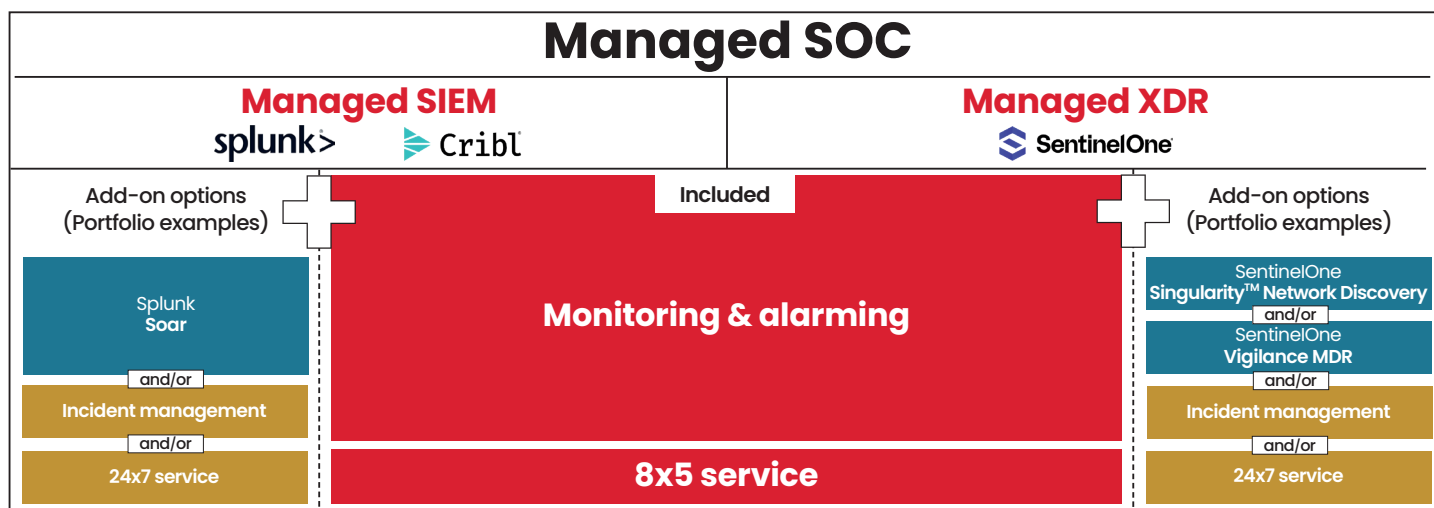 Managed SOC
Managed SIEM
splunk>
Cribl
Managed XDR
SentinelOne
Add-on options
(Portfolio examples)
Splunk
Soar
and/or
Incident management
and/or
24x7 service
Included
Monitoring & alarming
8x5 service
Add-on options
(Portfolio examples)
SentinelOne
Singularity™ Network Discovery
and/or
SentinelOne
Vigilance MDR
and/or
Incident management
and/or
24x7 service